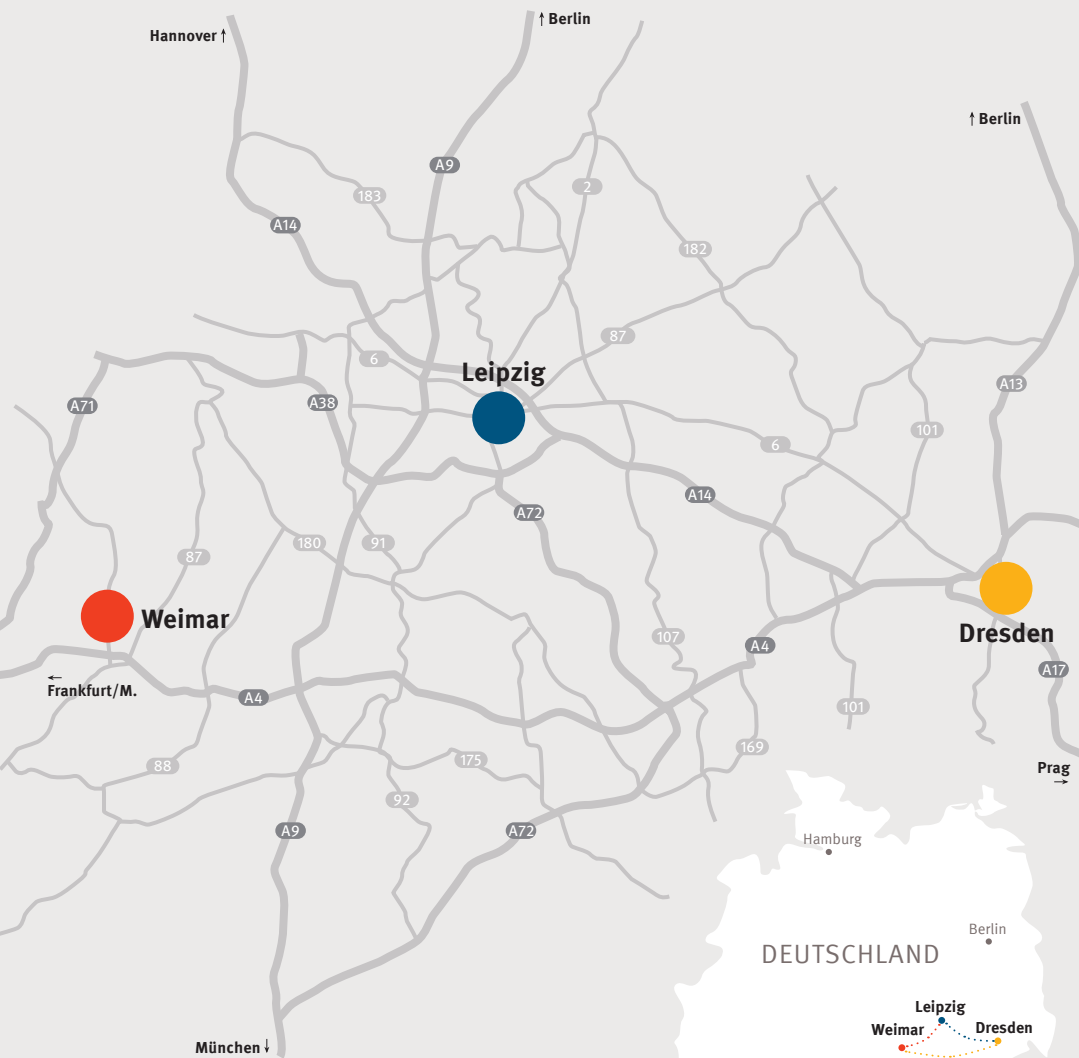 Hannover ↑
↑ Berlin
↑ Berlin
A9
183
2
A14
182
87
6
Leipzig
A13
A71
A38
101
6
A14
A72
180
91
87
Weimar
Dresden
107
A4
A17
←
Frankfurt/M.
A4
101
169
175
88
Prag
→
92
A9
A72
Hamburg
Berlin
DEUTSCHLAND
Leipzig
Weimar
Dresden
München ↓